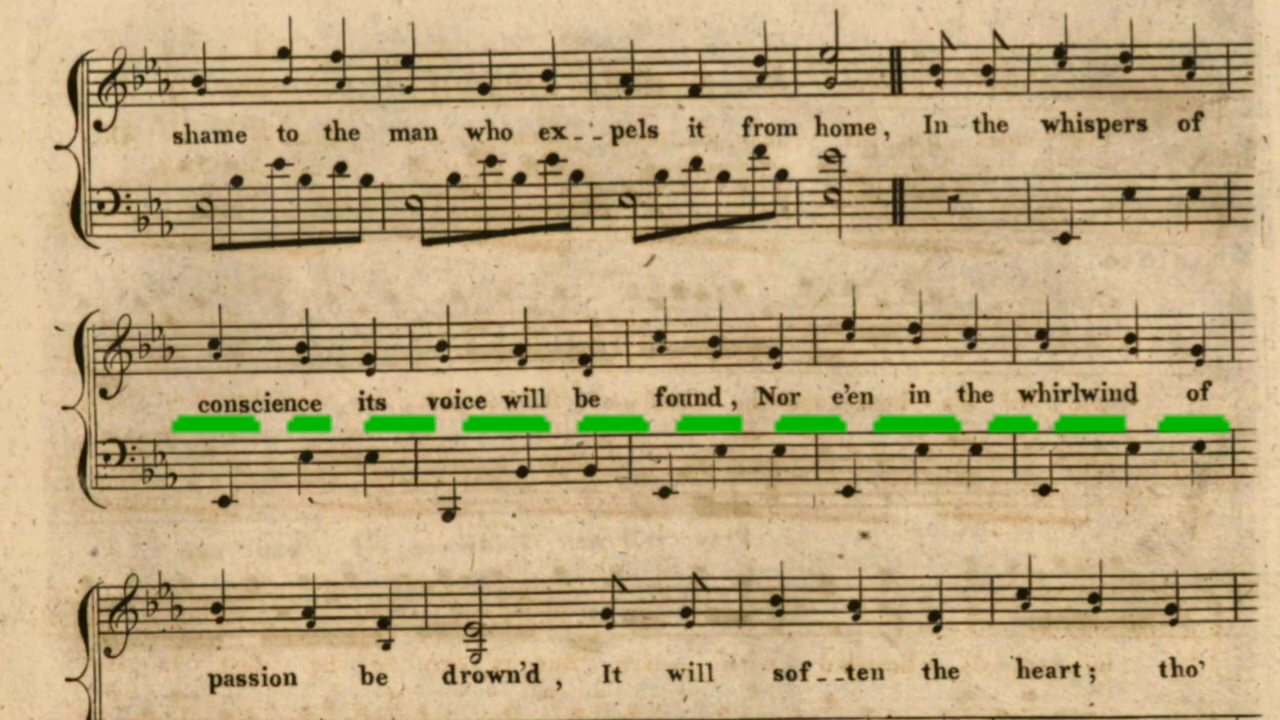 shame to the man who ex - - pels it from home, In the whispers of
conscience its voice will be found, Nor e'en in the whirlwind of
passion be drown'd, It will sof - - ten the heart; tho'